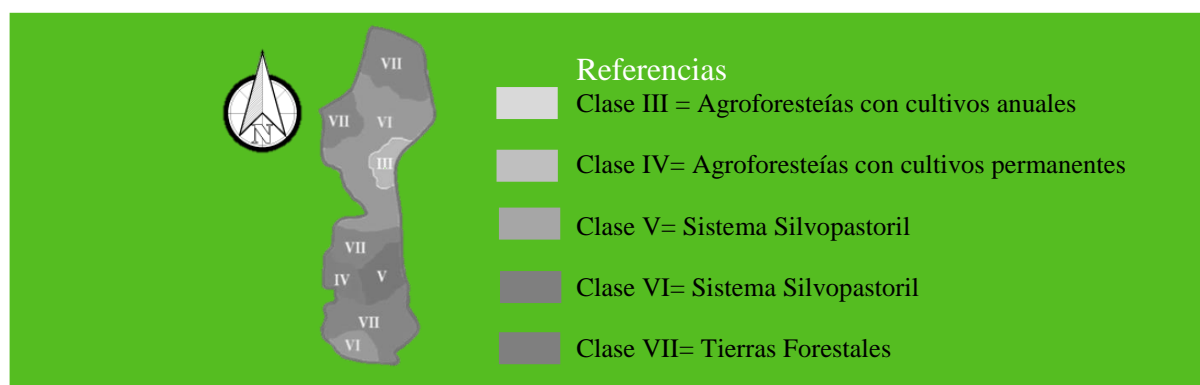 VII
VII
VI
III
N
VII
IV
V
VII
VI
Referencias
Clase III = Agroforesteías con cultivos anuales
Clase IV= Agroforesteías con cultivos permanentes
Clase V= Sistema Silvopastoril
Clase VI= Sistema Silvopastoril
Clase VII= Tierras Forestales